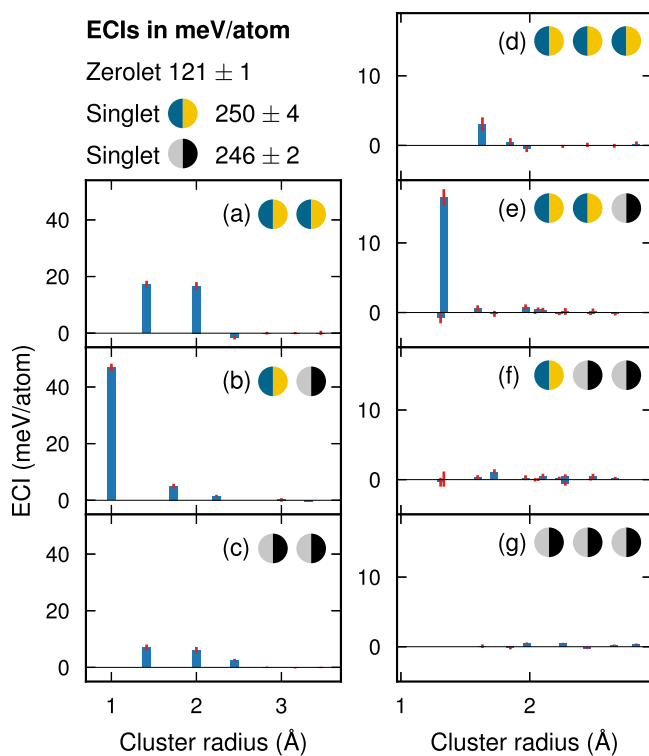 ECIs in meV/atom
Zerolet 121 ± 1
Singlet 250 ± 4
Singlet 246 ± 2
(a)
40
20
0
(b)
40
20
0
(c)
40
20
0
1 2 3
Cluster radius (Å)
ECI (meV/atom)
(d)
10
0
(e)
10
0
(f)
10
0
(g)
10
0
1 2
Cluster radius (Å)